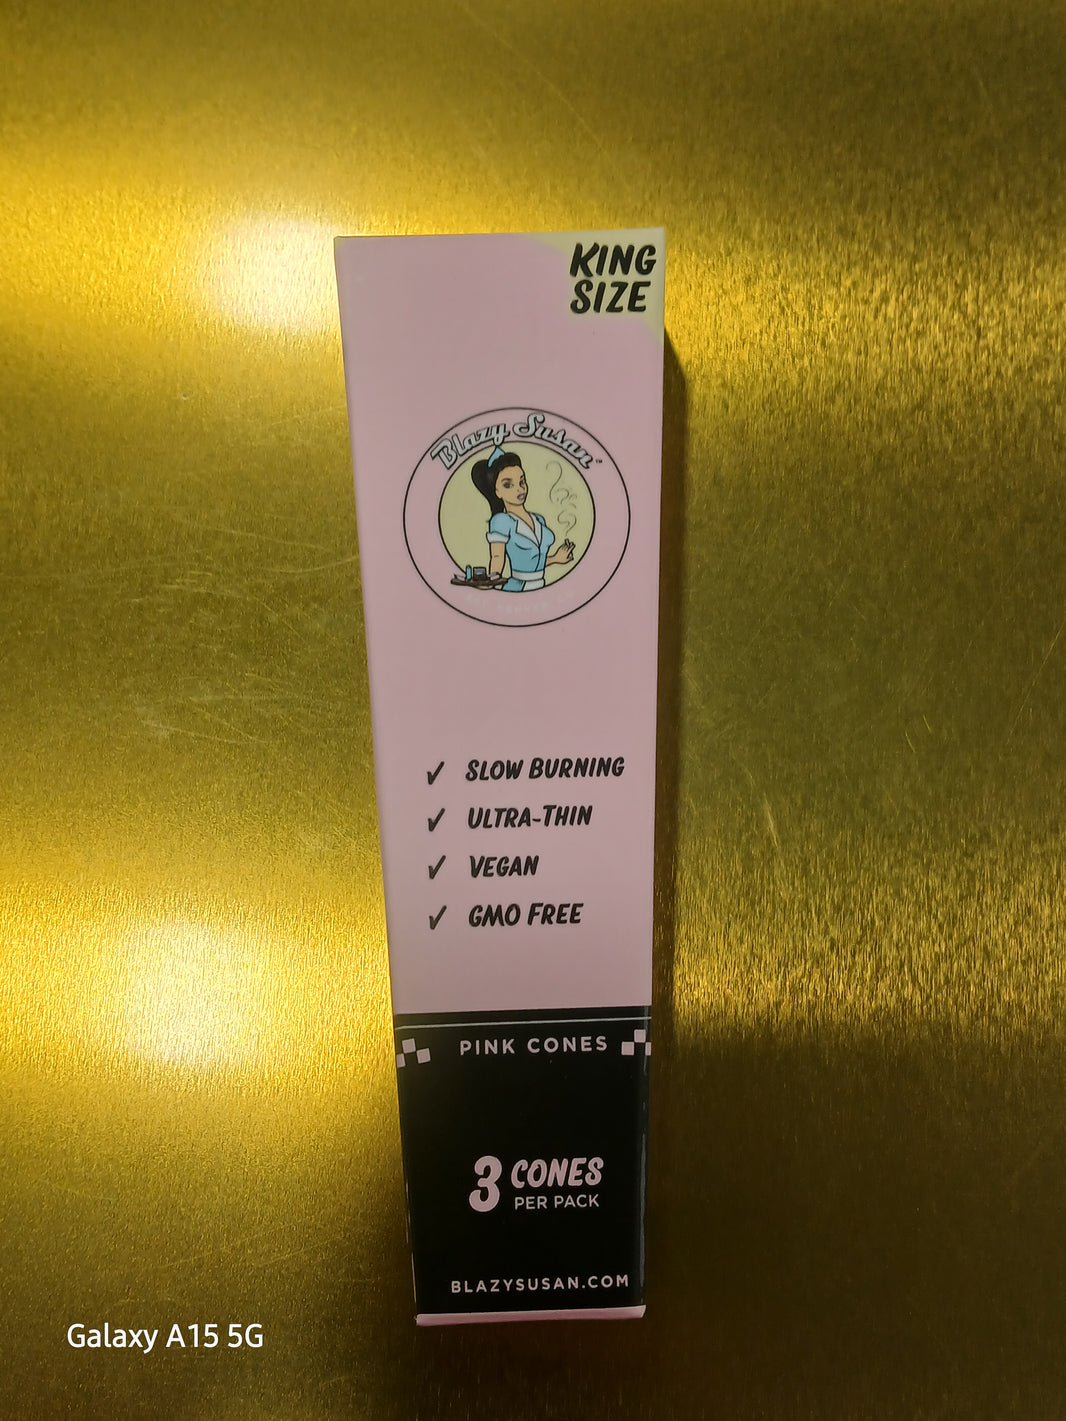 KING
SIZE
Blazy Susan
SLOW BURNING
ULTRA-THIN
VEGAN
GMO FREE
PINK CONES
3 CONES
PER PACK
BLAZYSUSAN.COM
Galaxy A15 5G